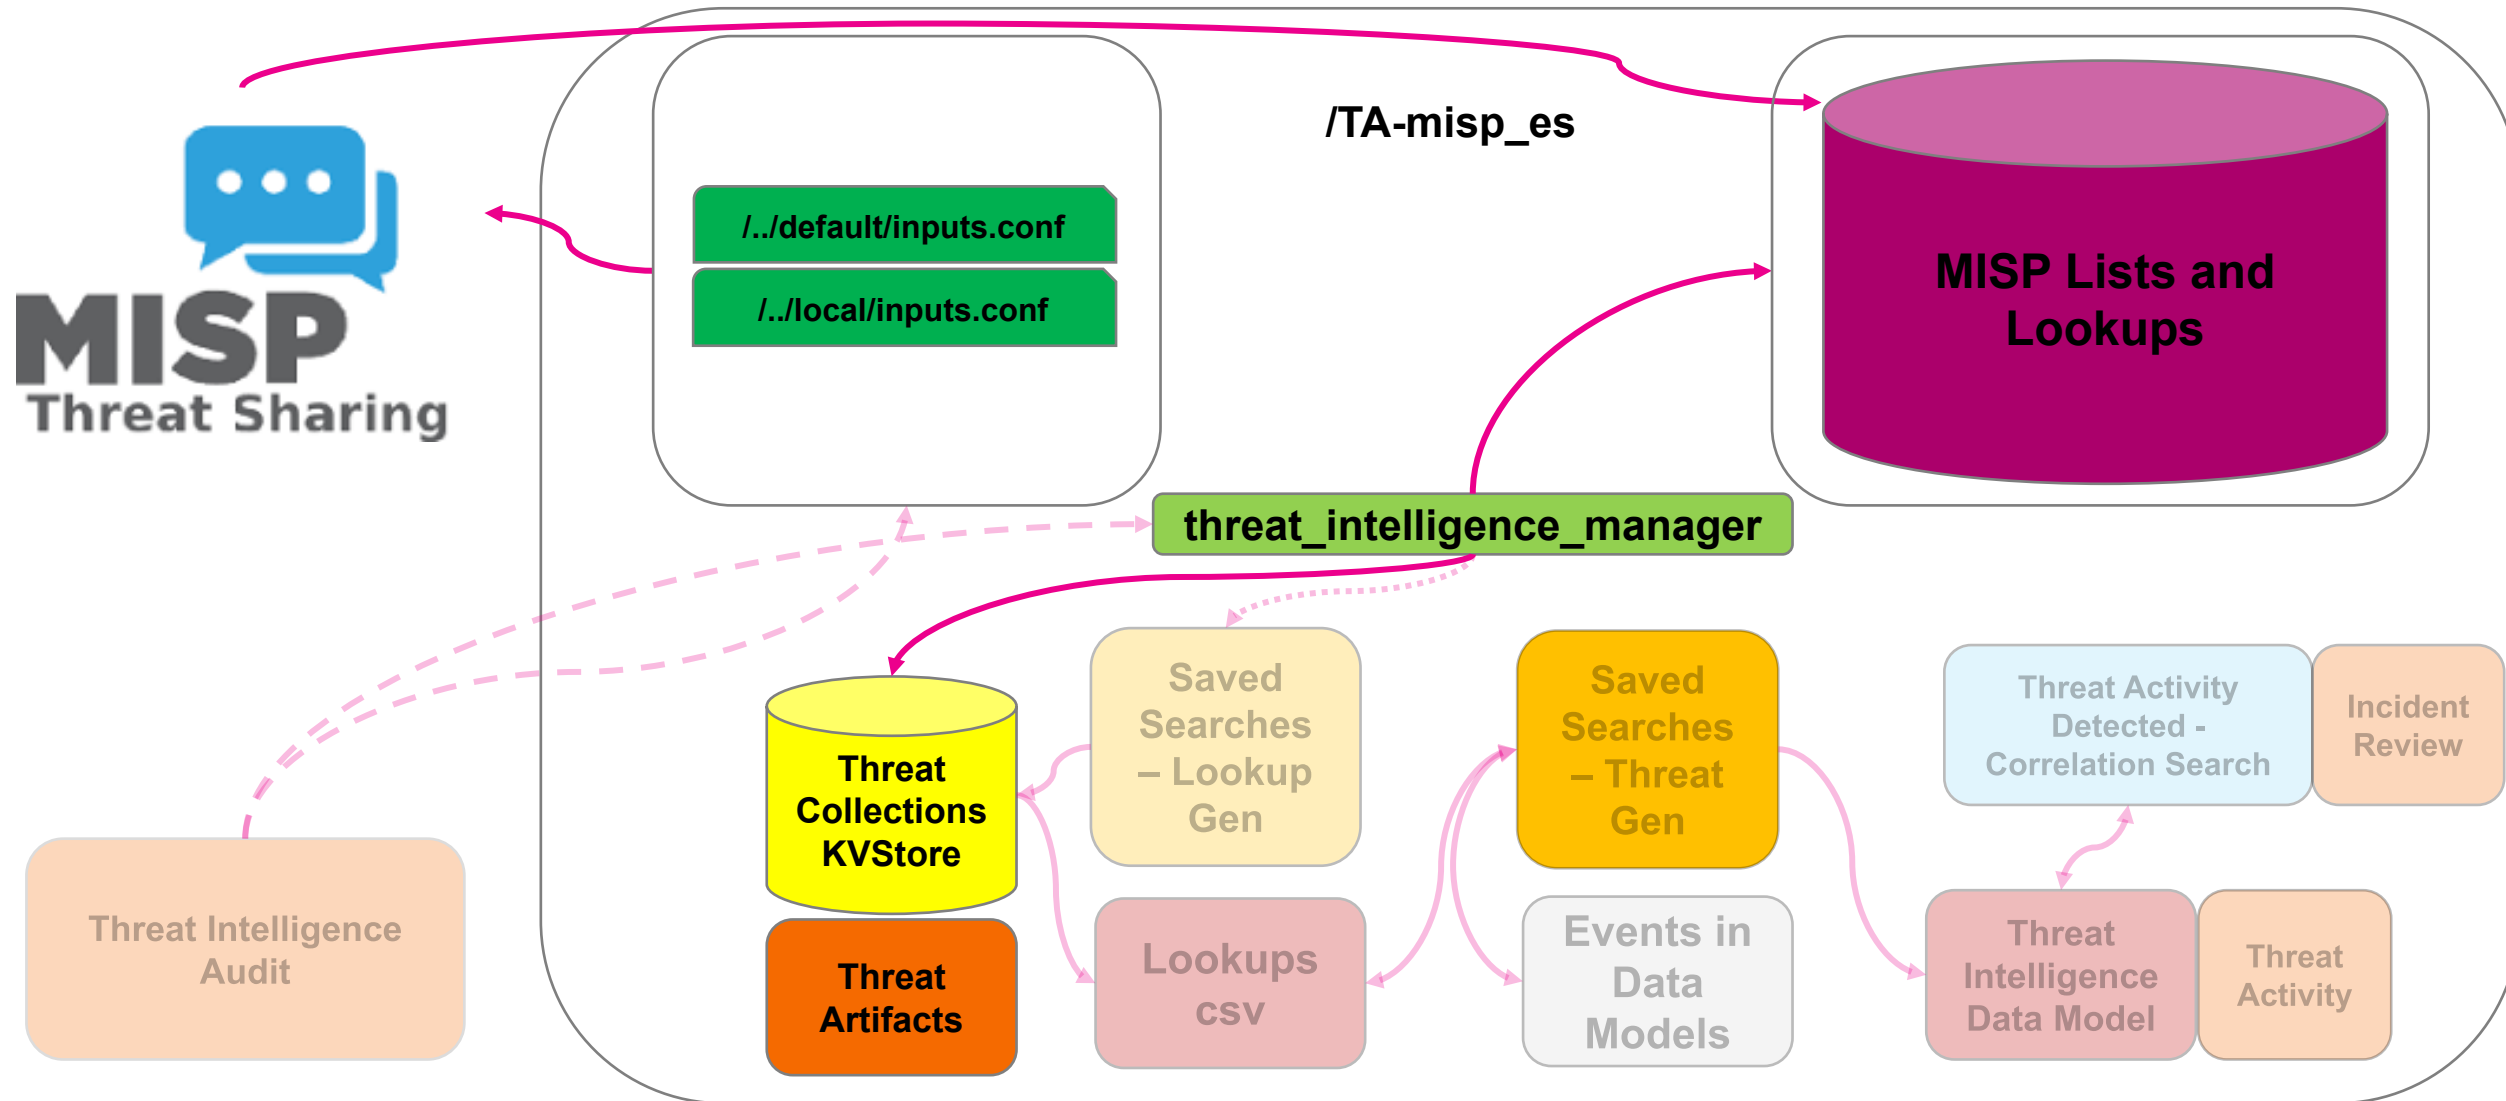 /TA-misp_es
/../default/inputs.conf
/../local/inputs.conf
MISP
Threat Sharing
MISP Lists and
Lookups
threat_intelligence_manager
Threat
Collections
KVStore
Saved
Searches
– Lookup
Gen
Saved
Searches
– Threat
Gen
Threat Activity
Detected -
Correlation Search
Incident
Review
Threat Intelligence
Audit
Threat
Artifacts
Lookups
csv
Events in
Data
Models
Threat
Intelligence
Data Model
Threat
Activity